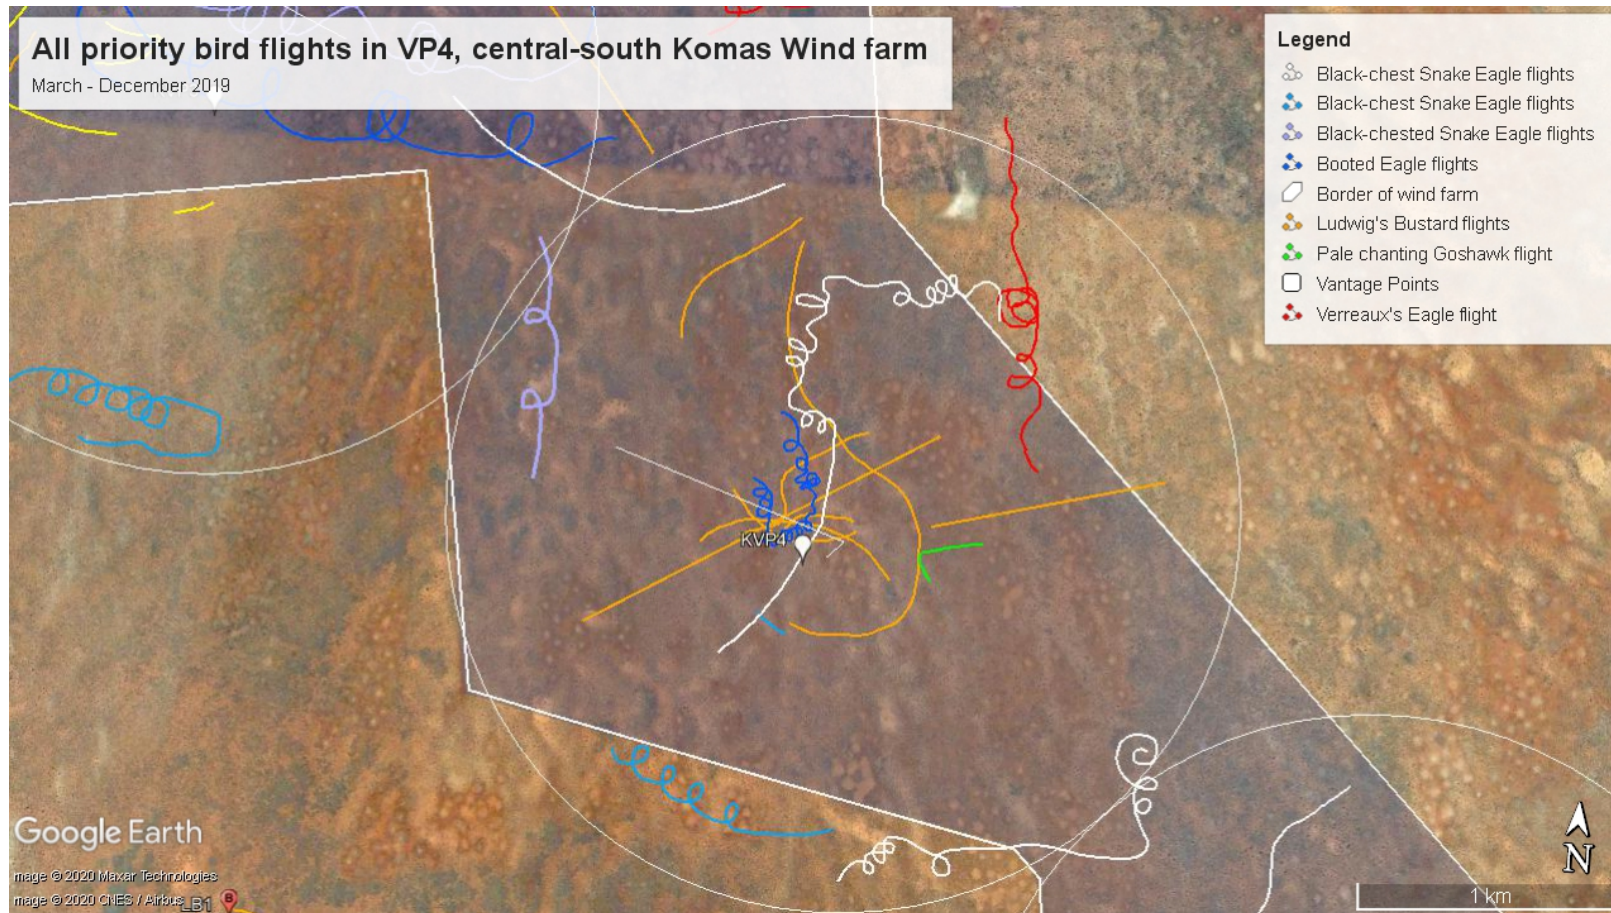 All priority bird flights in VP4, central-south Komas Wind farm
March - December 2019
Legend
Black-chest Snake Eagle flights
Black-chest Snake Eagle flights
Black-chested Snake Eagle flights
Booted Eagle flights
Border of wind farm
Ludwig's Bustard flights
Pale chanting Goshawk flight
Vantage Points
Verreaux's Eagle flight
KVP4
Google Earth
mage © 2020 Maxar Technologies
mage © 2020 CNES / Airbus
LB1
B
N
1 km